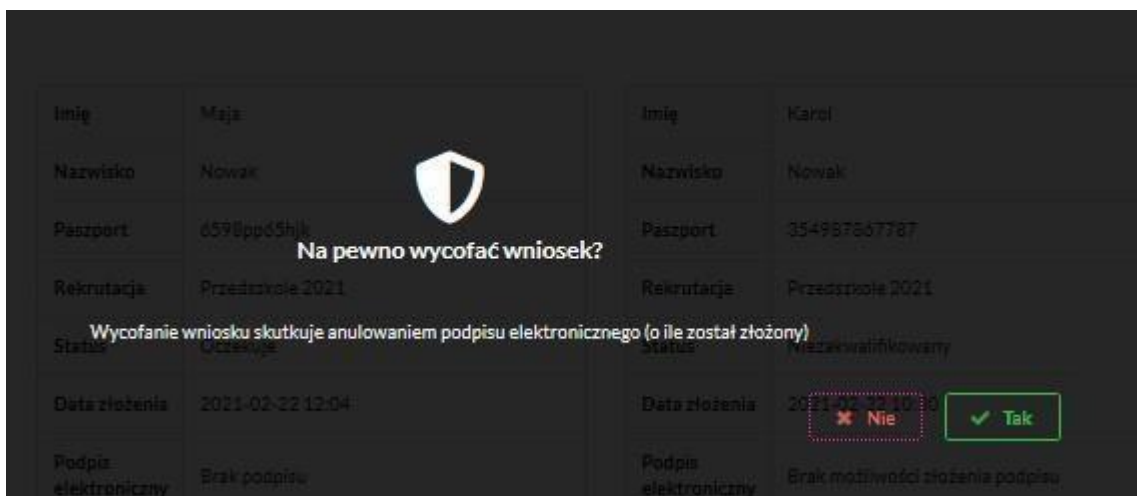 Imię Maja Imię Karol
Nazwisko Nowak Nazwisko Nowak
Paszport 6598pp65hjk Paszport 354987867787
Na pewno wycofać wniosek?
Rekrutacja Przedszkole 2021 Rekrutacja Przedszkole 2021
Wycofanie wniosku skutkuje anulowaniem podpisu elektronicznego (o ile został złożony)
Status Oczekuje Status Niezakwalifikowany
Data złożenia 2021-02-22 12:04 Data złożenia
Nie Tak
Podpis Podpis
elektroniczny Brak podpisu elektroniczny Brak możliwości złożenia podpisu